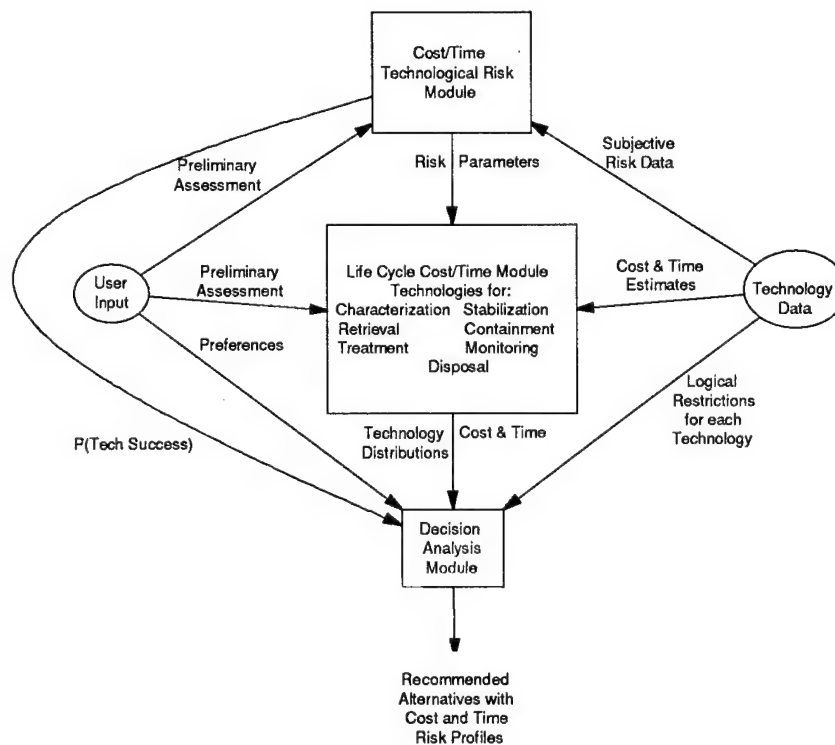 Cost/Time
Technological Risk
Module
Preliminary
Assessment
Risk Parameters
Subjective
Risk Data
User
Input
Preliminary
Assessment
Preferences
Life Cycle Cost/Time Module
Technologies for:
Characterization Stabilization
Retrieval Containment
Treatment Monitoring
Disposal
Cost & Time
Estimates
Technology
Data
P(Tech Success)
Technology Cost & Time
Distributions
Logical
Restrictions
for each
Technology
Decision
Analysis
Module
Recommended
Alternatives with
Cost and Time
Risk Profiles